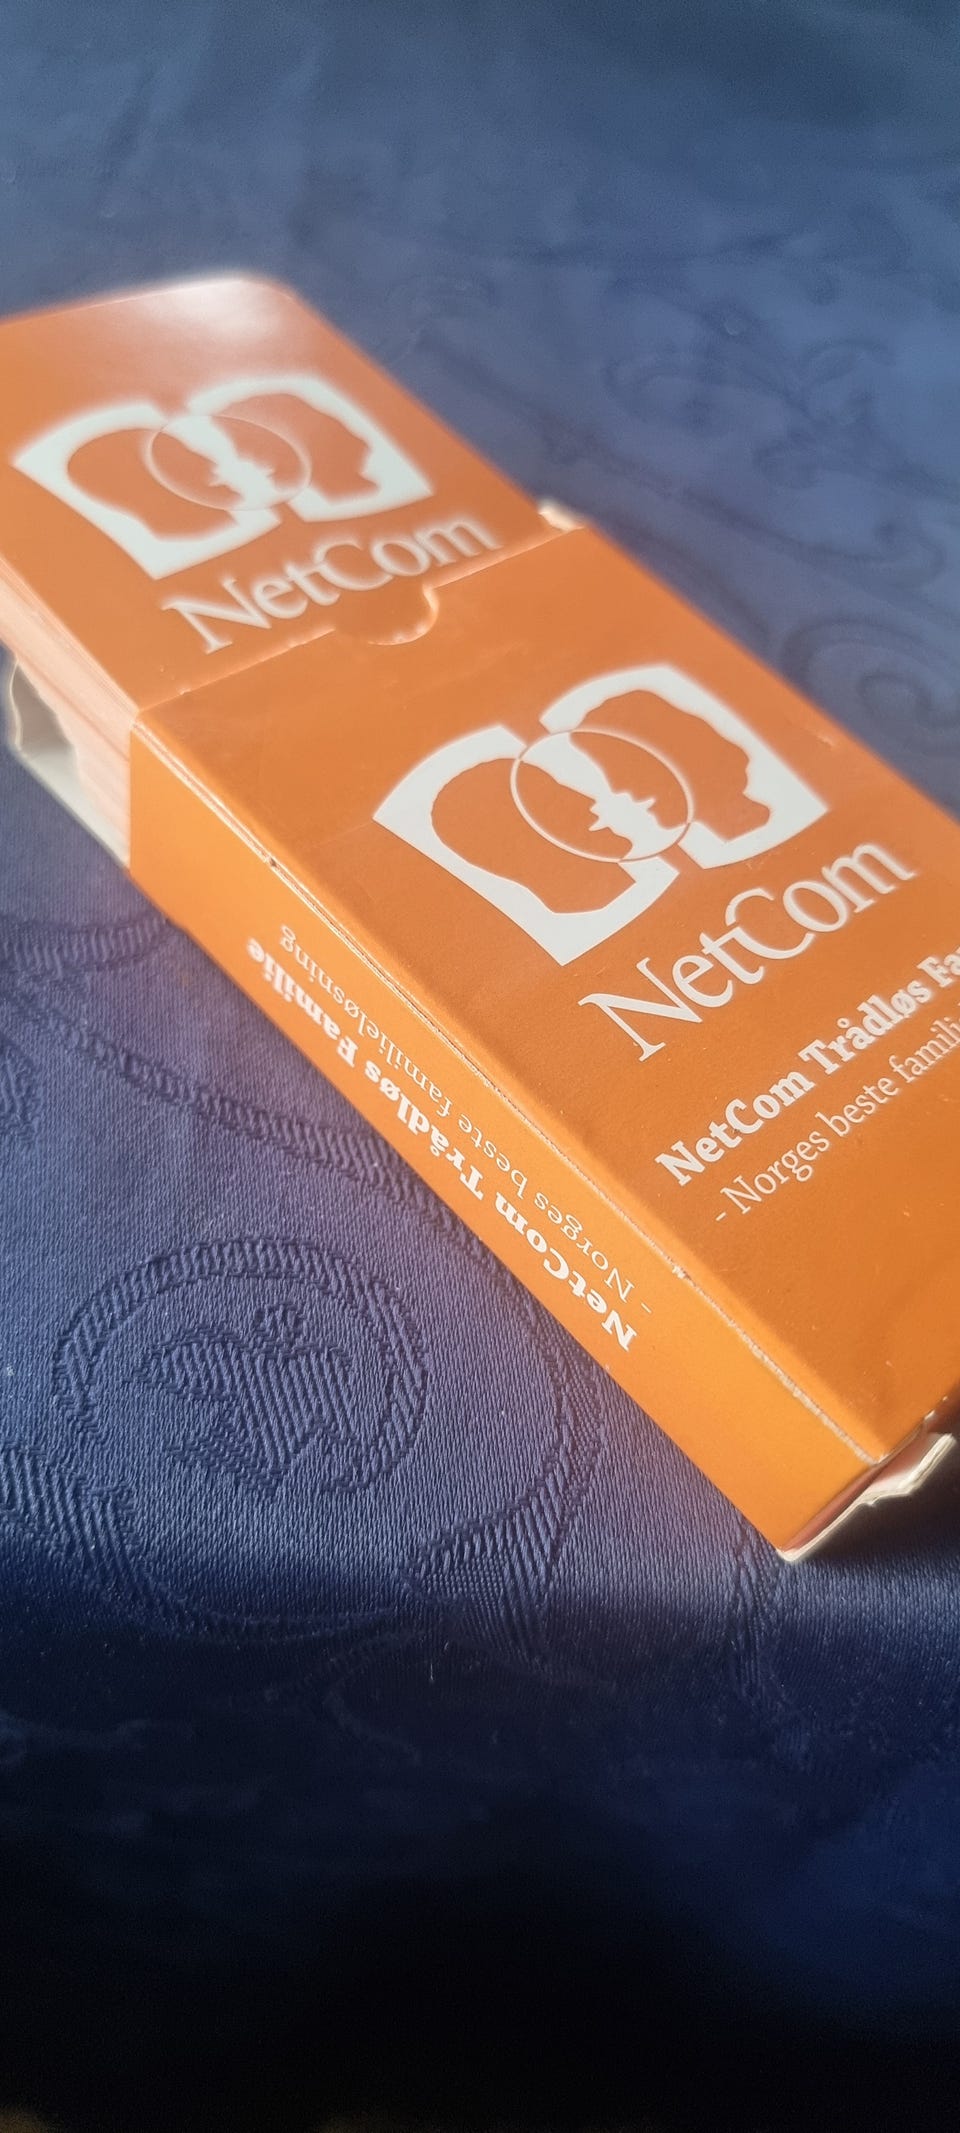 NetCom
NetCom
NetCom Trådløs Fa
- Norges beste famili
NetCom Trådløs Familie
- Norges beste familieløsning